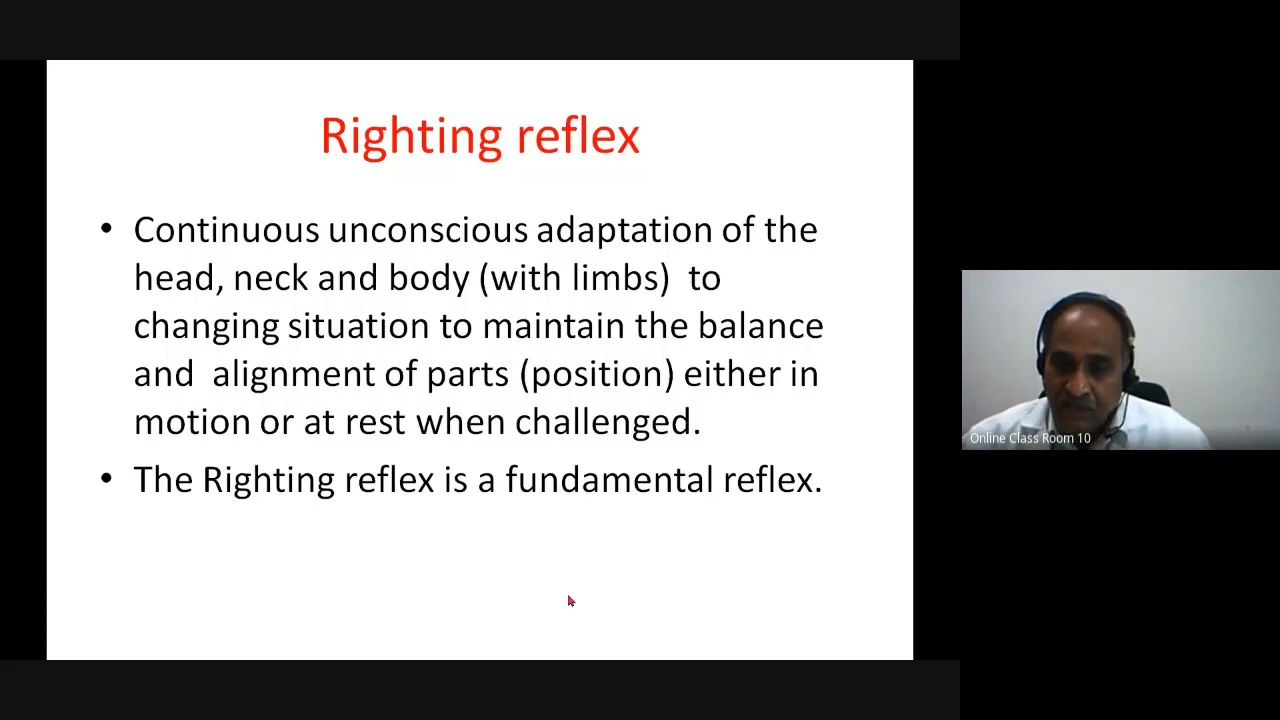 Righting reflex
• Continuous unconscious adaptation of the
head, neck and body (with limbs)  to
changing situation to maintain the balance
and  alignment of parts (position) either in
motion or at rest when challenged.
• The Righting reflex is a fundamental reflex.
Online Class Room 10